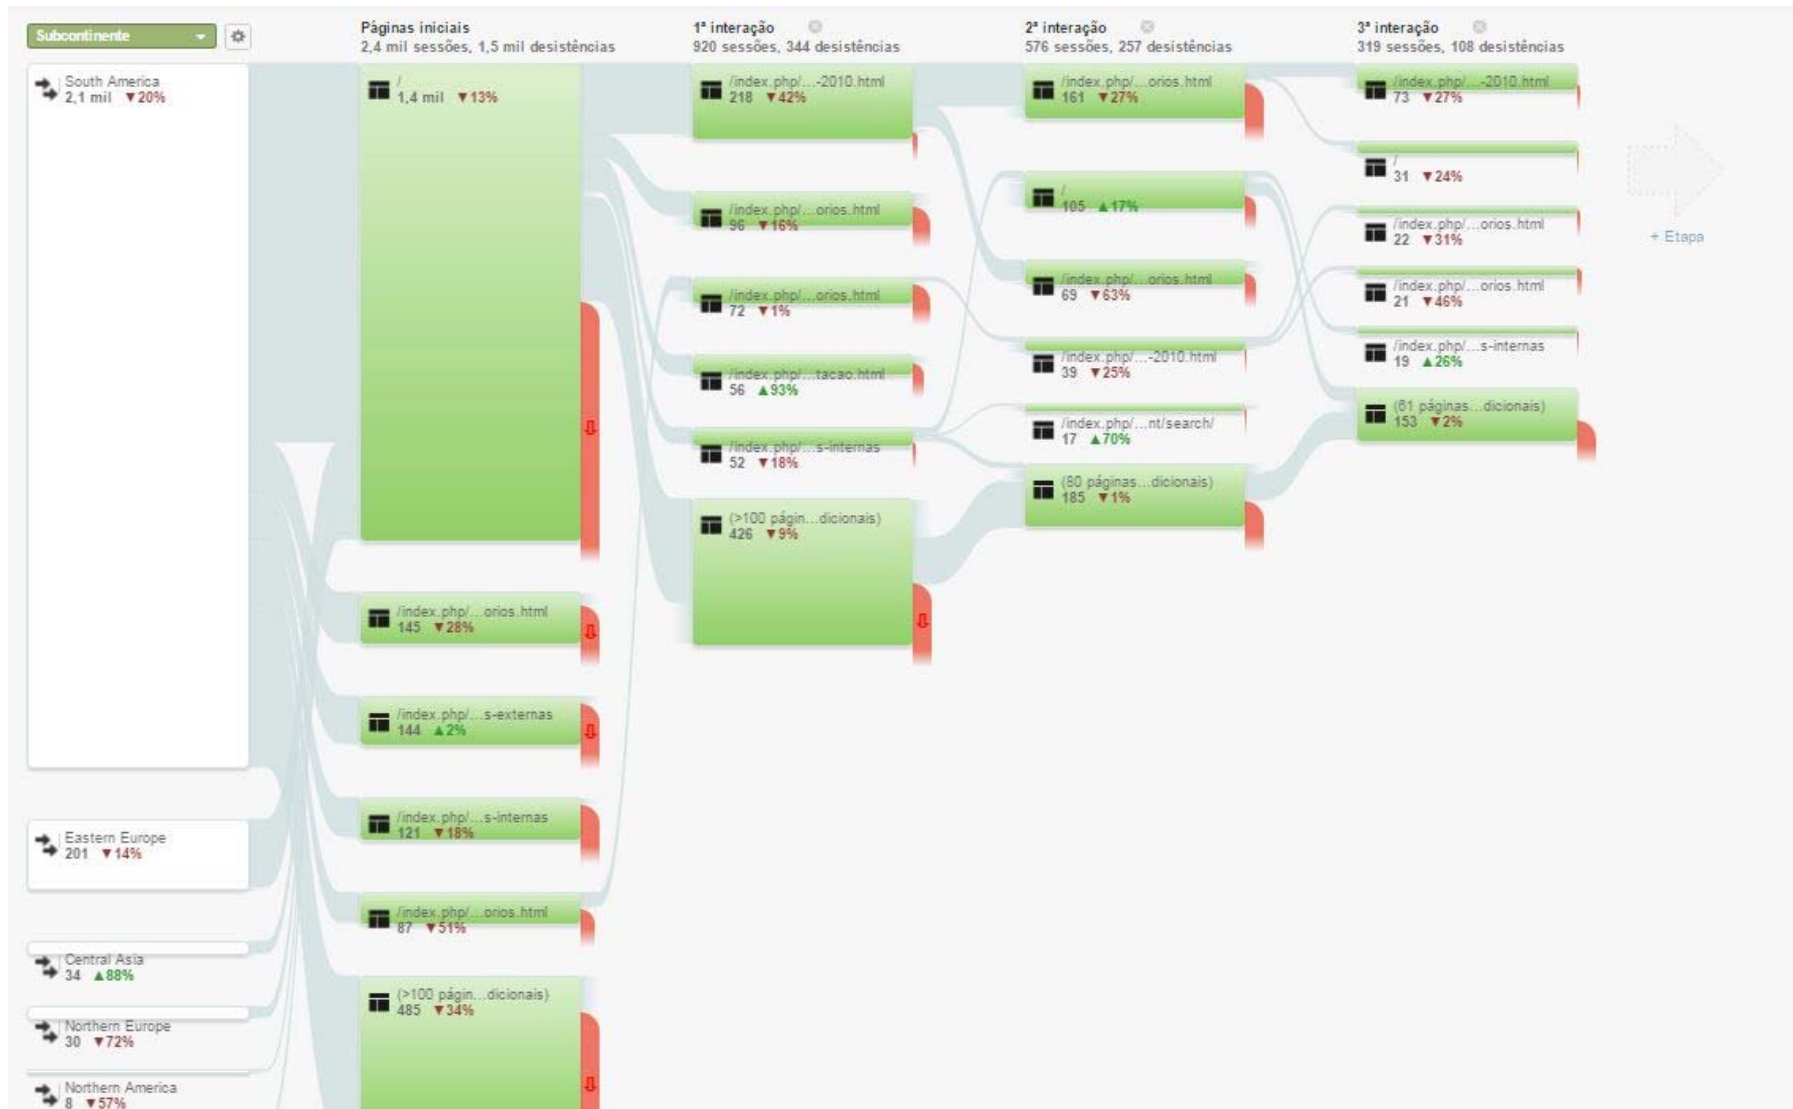 Subcontinente
South America
2,1 mil ▼20%
Eastern Europe
201 ▼14%
Central Asia
34 ▲88%
Northern Europe
30 ▼72%
Northern America
8 ▼57%
Páginas iniciais
2,4 mil sessões, 1,5 mil desistências
/
1,4 mil ▼13%
/index.php/...orios.html
145 ▼28%
/index.php/...s-externas
144 ▲2%
/index.php/...s-internas
121 ▼18%
/index.php/...orios.html
87 ▼51%
(>100 págin...dicionais)
485 ▼34%
1ª interação
920 sessões, 344 desistências
/index.php/...-2010.html
218 ▼42%
/index.php/...orios.html
96 ▼16%
/index.php/...orios.html
72 ▼1%
/index.php/...tacao.html
56 ▲93%
/index.php/...s-internas
52 ▼18%
(>100 págin...dicionais)
426 ▼9%
2ª interação
576 sessões, 257 desistências
/index.php/...orios.html
161 ▼27%
/
105 ▲17%
/index.php/...orios.html
69 ▼63%
/index.php/...-2010.html
39 ▼25%
/index.php/...nt/search/
17 ▲70%
(80 páginas...dicionais)
185 ▼1%
3ª interação
319 sessões, 108 desistências
/index.php/...-2010.html
73 ▼27%
/
31 ▼24%
/index.php/...orios.html
22 ▼31%
/index.php/...orios.html
21 ▼46%
/index.php/...s-internas
19 ▲26%
(61 páginas...dicionais)
153 ▼2%
+ Etapa